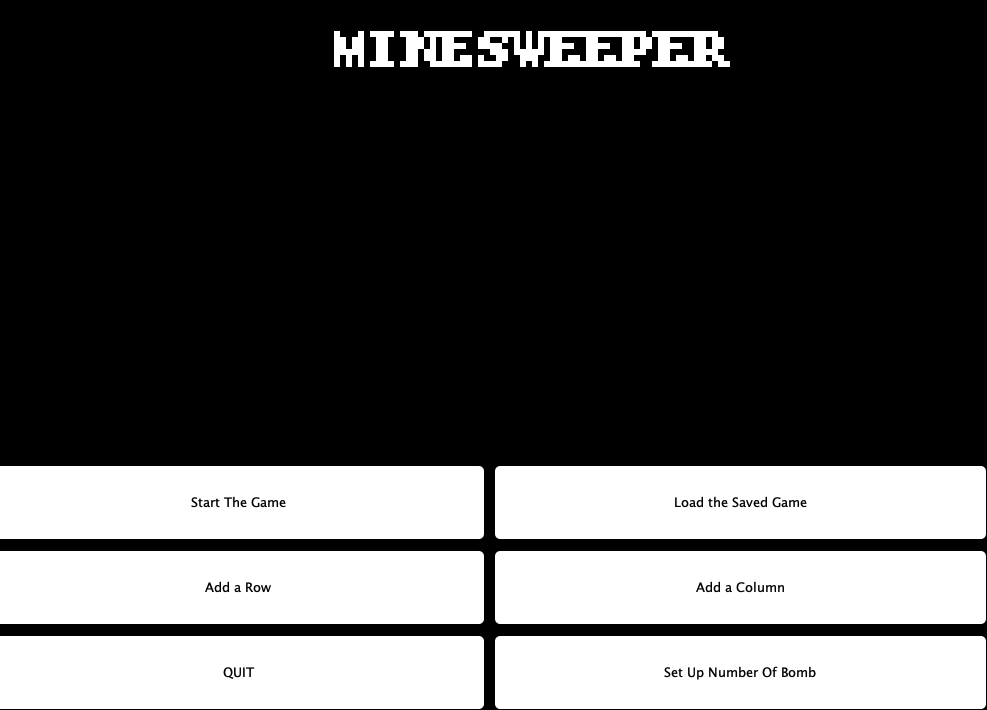 MINESWEEPER
Start The Game
Load the Saved Game
Add a Row
Add a Column
QUIT
Set Up Number Of Bomb